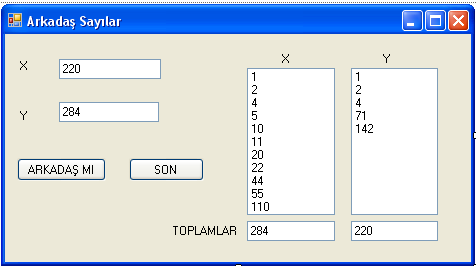 Arkadaş Sayılar
X
220
Y
284
ARKADAŞ MI
SON
X
1
2
4
5
10
11
20
22
44
55
110
Y
1
2
4
71
142
TOPLAMLAR
284
220